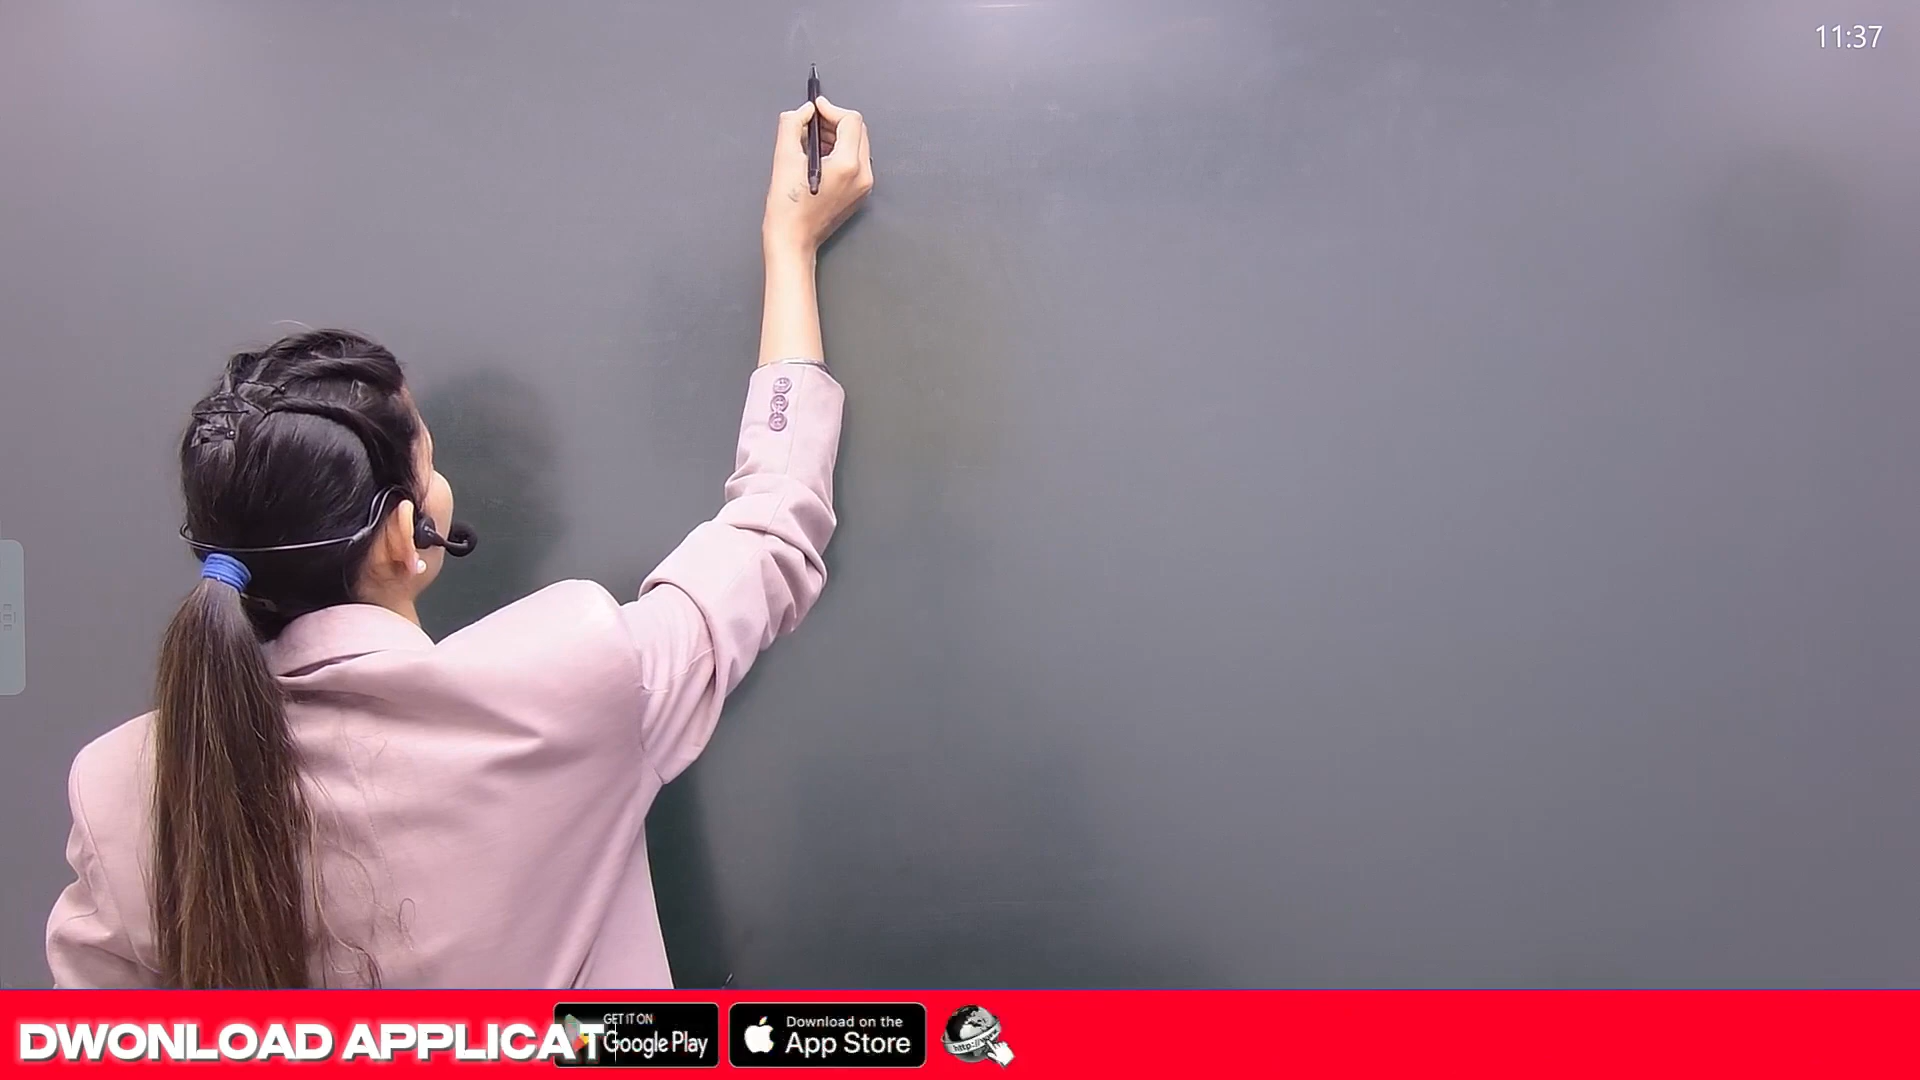 11:37
DWONLOAD APPLICAT
GET IT ON
Google Play
Download on the
App Store